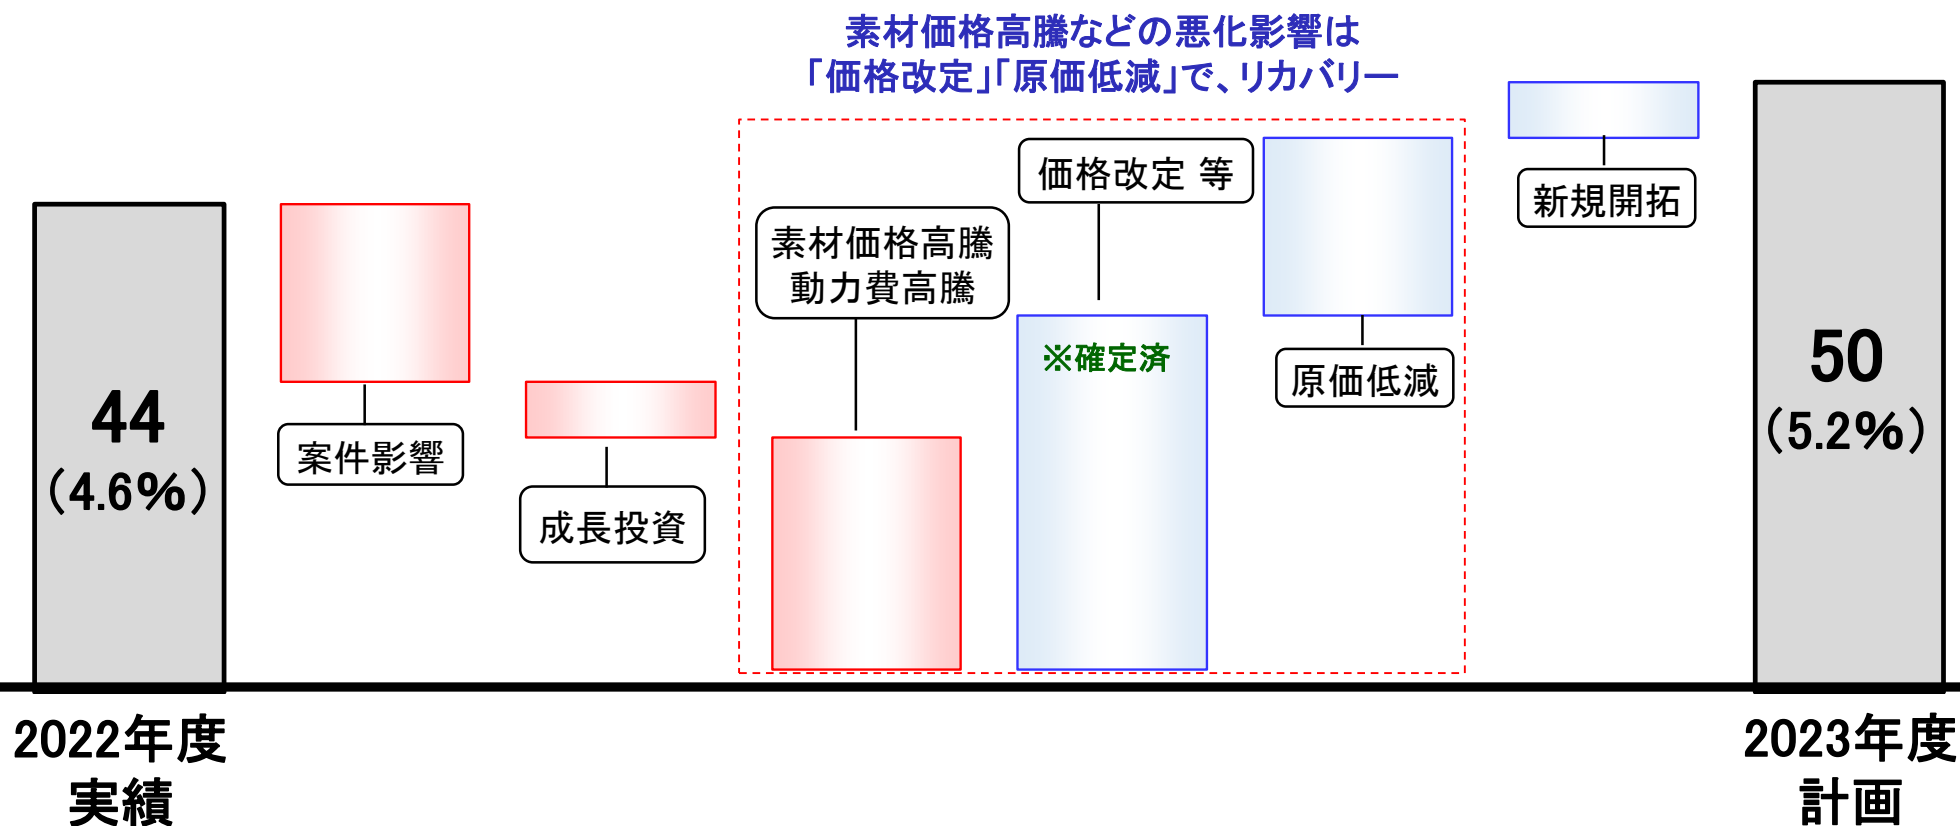 素材価格高騰などの悪化影響は
「価格改定」「原価低減」で、リカバリー
44
（4.6％）
案件影響
成長投資
素材価格高騰
動力費高騰
価格改定 等
※確定済
原価低減
新規開拓
50
（5.2％）
2022年度
実績
2023年度
計画